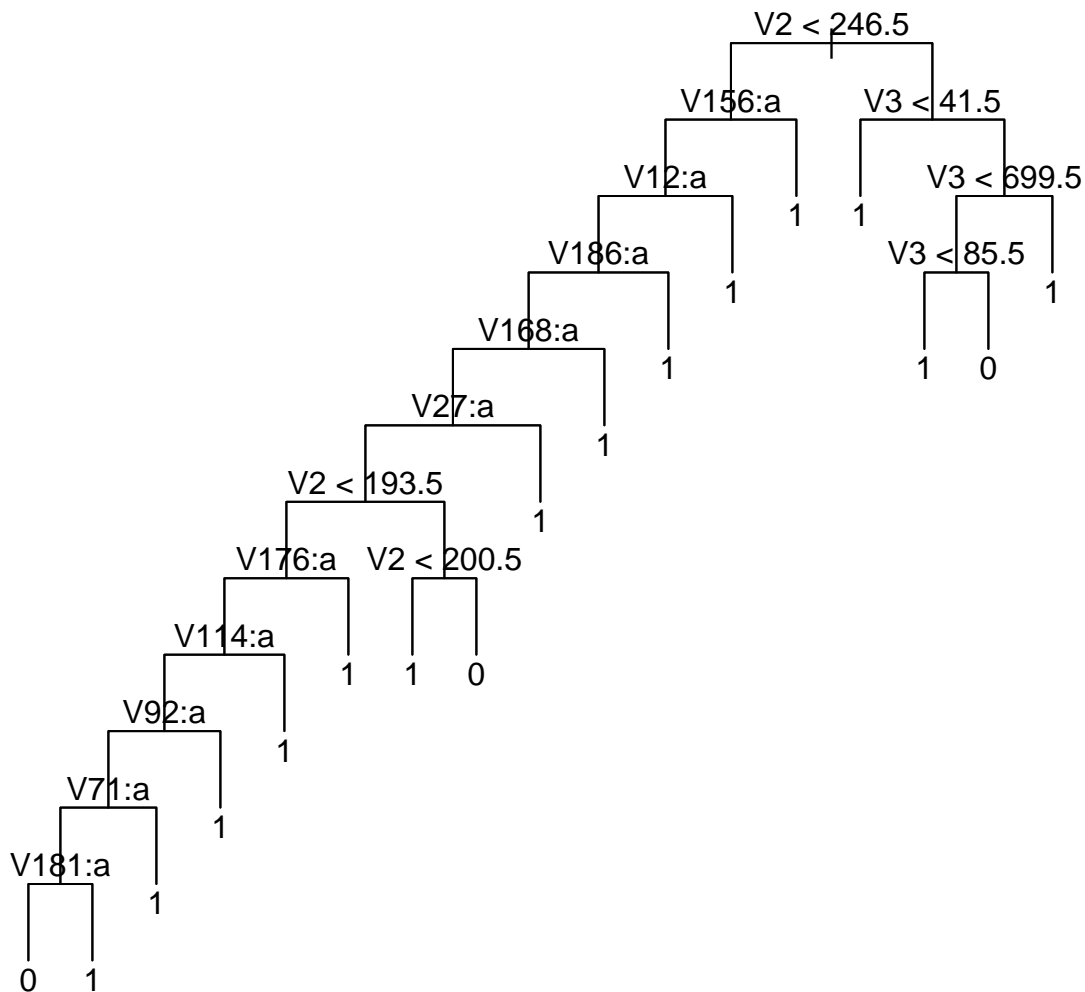 V2 < 246.5
V156:a
V3 < 41.5
V12:a
1
1
V3 < 699.5
V186:a
1
V3 < 85.5
1
V168:a
1
1
0
V27:a
1
V2 < 193.5
1
V176:a
V2 < 200.5
V114:a
1
1
0
V92:a
1
V71:a
1
V181:a
1
0
1